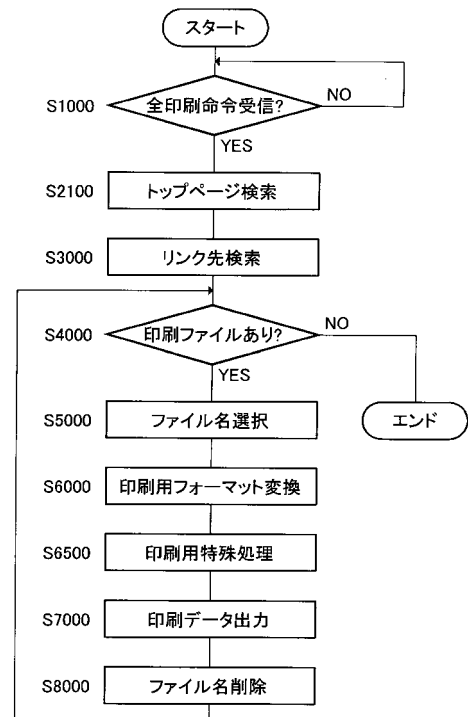 スタート
S1000
全印刷命令受信?
NO
YES
S2100
トップページ検索
S3000
リンク先検索
S4000
印刷ファイルあり?
NO
YES
S5000
ファイル名選択
エンド
S6000
印刷用フォーマット変換
S6500
印刷用特殊処理
S7000
印刷データ出力
S8000
ファイル名削除